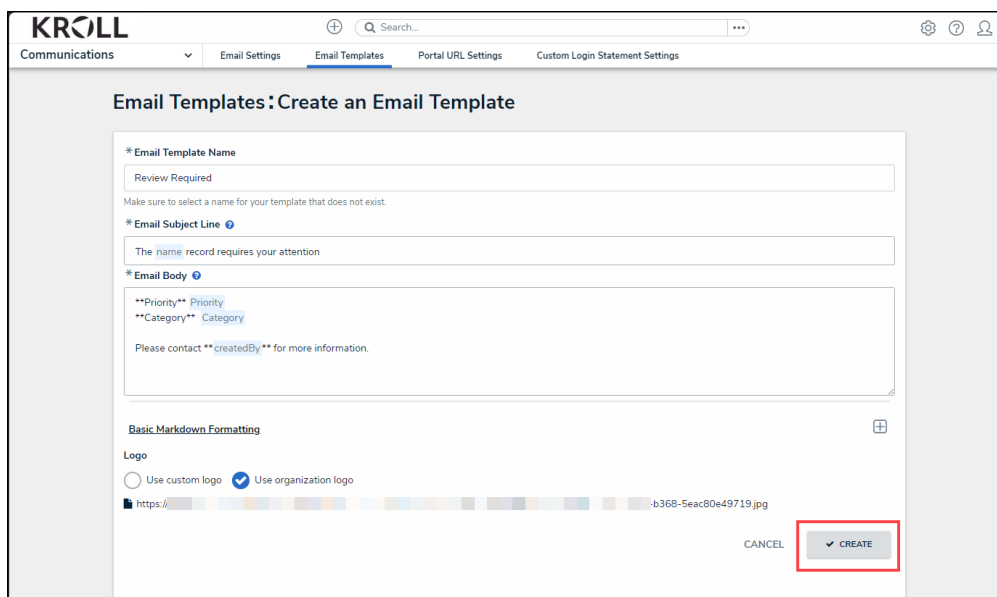 KROLL
Search...
Communications
Email Settings
Email Templates
Portal URL Settings
Custom Login Statement Settings
Email Templates: Create an Email Template
*Email Template Name
Review Required
Make sure to select a name for your template that does not exist.
*Email Subject Line
The name record requires your attention
*Email Body
**Priority** Priority
**Category** Category
Please contact **createdBy** for more information.
Basic Markdown Formatting
Logo
Use custom logo Use organization logo
https:/ -b368-5eac80e49719.jpg
CANCEL CREATE